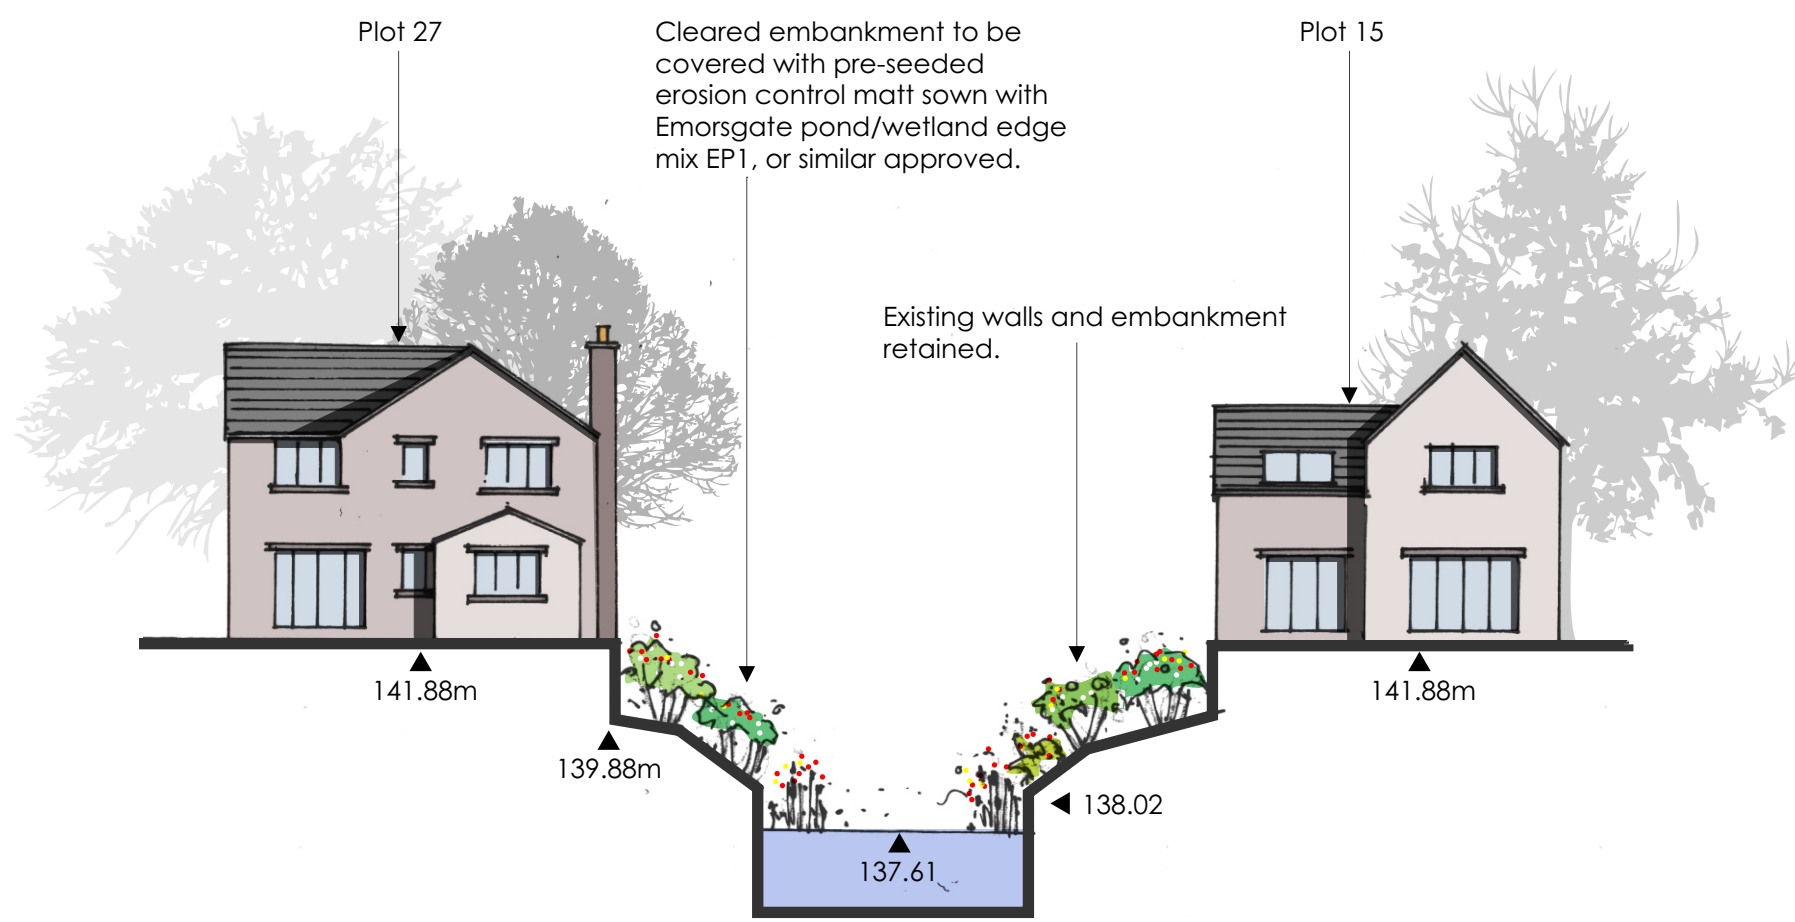 Plot 27
Cleared embankment to be
covered with pre-seeded
erosion control matt sown with
Emorsgate pond/wetland edge
mix EP1, or similar approved.
Plot 15
Existing walls and embankment
retained.
141.88m
141.88m
139.88m
138.02
137.61